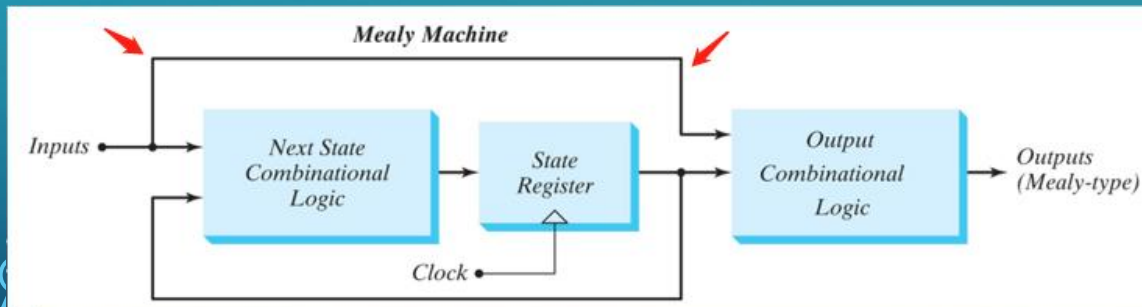 Mealy Machine
Inputs
Next State
Combinational
Logic
State
Register
Output
Combinational
Logic
Outputs
(Mealy-type)
Clock